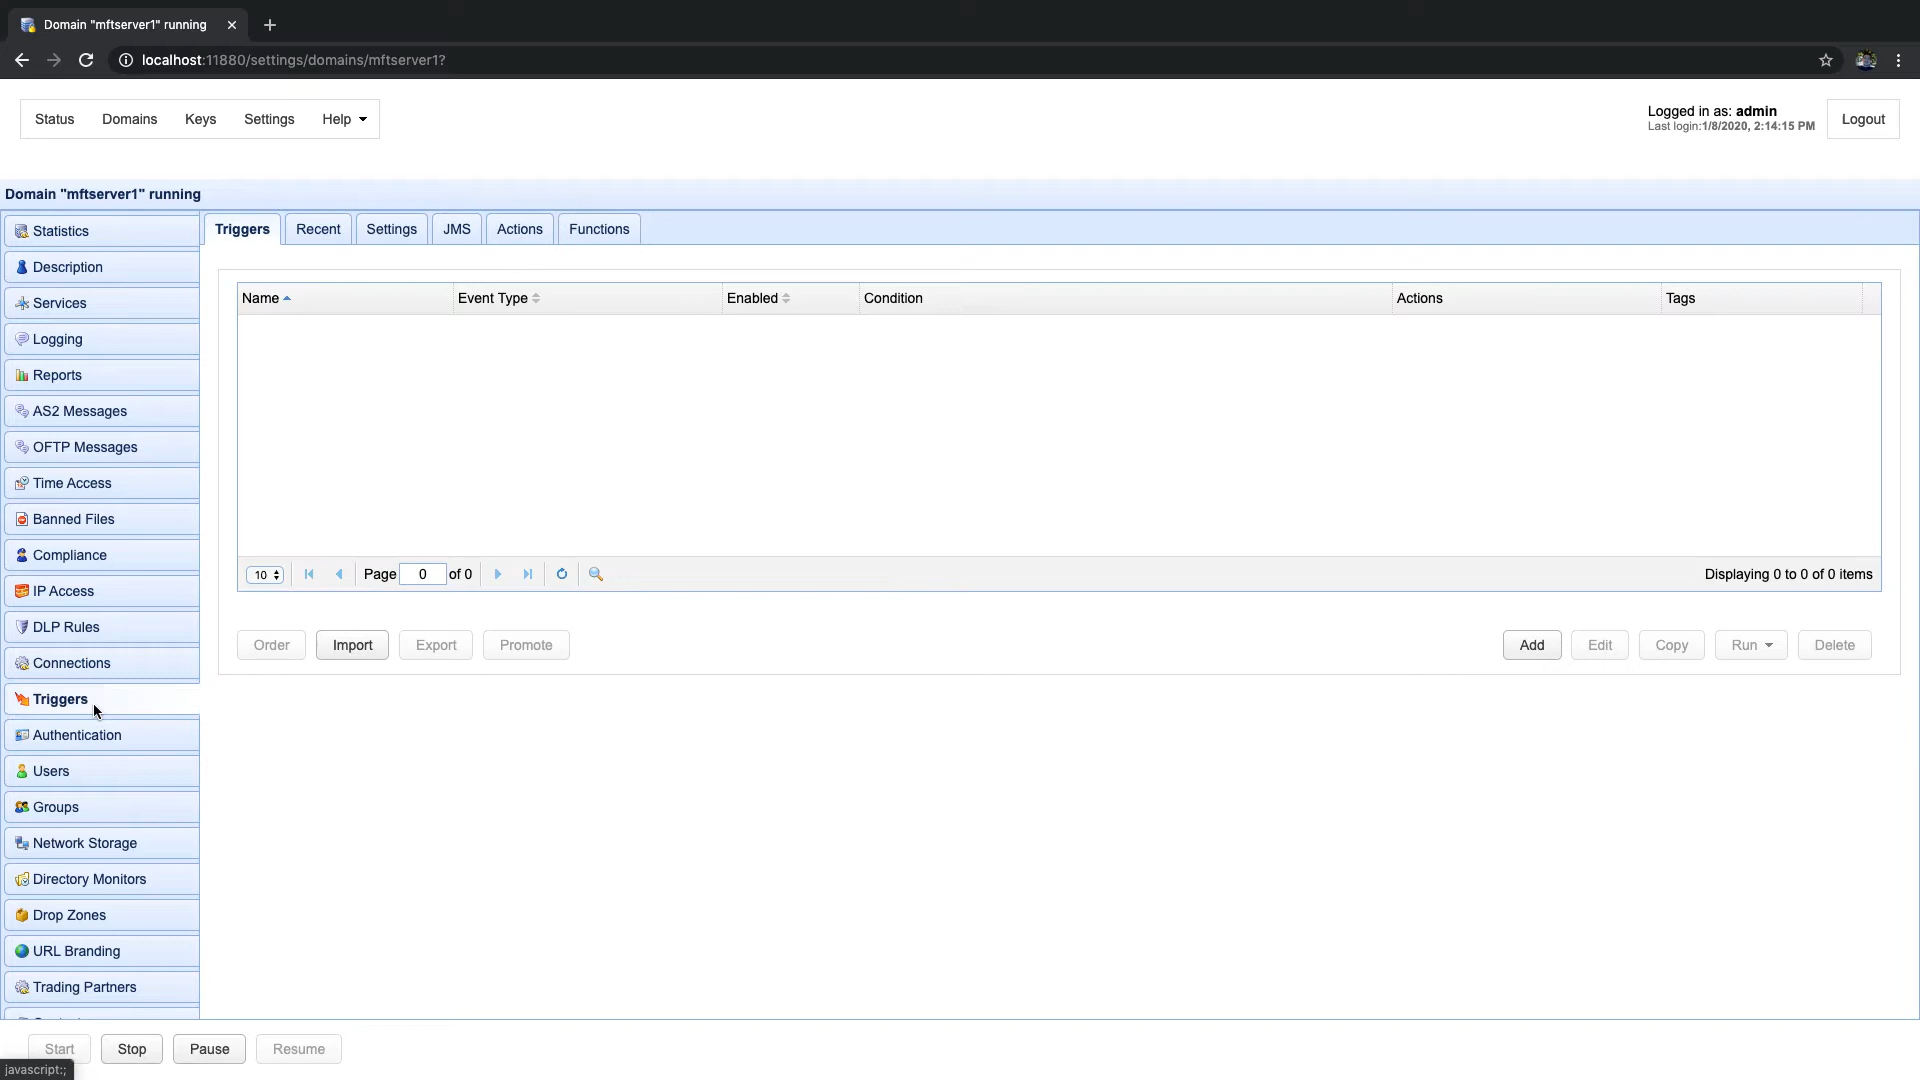 Domain "mftserver1" running
localhost:11880/settings/domains/mftserver1?
Status Domains Keys Settings Help
Logged in as: admin
Last login:1/8/2020, 2:14:15 PM
Logout
Domain "mftserver1" running
Statistics
Description
Services
Logging
Reports
AS2 Messages
OFTP Messages
Time Access
Banned Files
Compliance
IP Access
DLP Rules
Connections
Triggers
Authentication
Users
Groups
Network Storage
Directory Monitors
Drop Zones
URL Branding
Trading Partners
Triggers Recent Settings JMS Actions Functions
Name Event Type Enabled Condition Actions Tags
10 Page 0 of 0 Displaying 0 to 0 of 0 items
Order Import Export Promote Add Edit Copy Run Delete
Start Stop Pause Resume
javascript:;